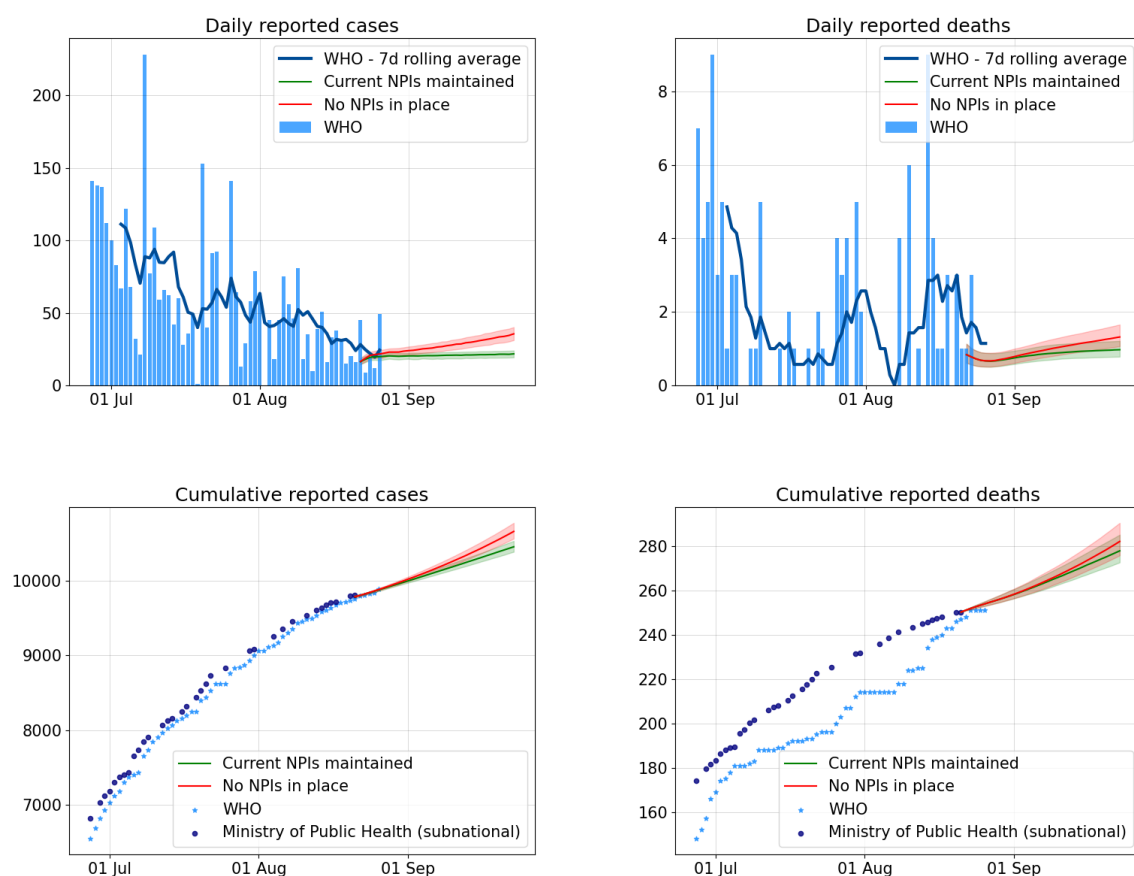 Daily reported cases
WHO - 7d rolling average
Current NPIs maintained
No NPIs in place
WHO
200
150
100
50
0
01 Jul
01 Aug
01 Sep
Daily reported deaths
WHO - 7d rolling average
Current NPIs maintained
No NPIs in place
WHO
8
6
4
2
0
01 Jul
01 Aug
01 Sep
Cumulative reported cases
10000
9000
8000
7000
Current NPIs maintained
No NPIs in place
WHO
Ministry of Public Health (subnational)
01 Jul
01 Aug
01 Sep
Cumulative reported deaths
280
260
240
220
200
180
160
Current NPIs maintained
No NPIs in place
WHO
Ministry of Public Health (subnational)
01 Jul
01 Aug
01 Sep